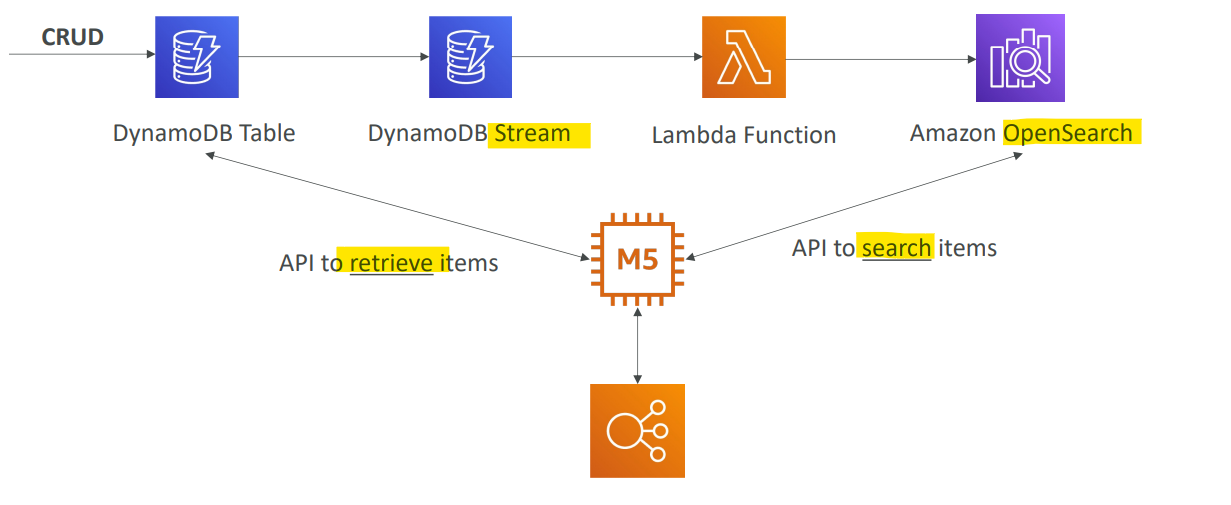 CRUD
DynamoDB Table
DynamoDB Stream
Lambda Function
Amazon OpenSearch
API to retrieve items
M5
API to search items